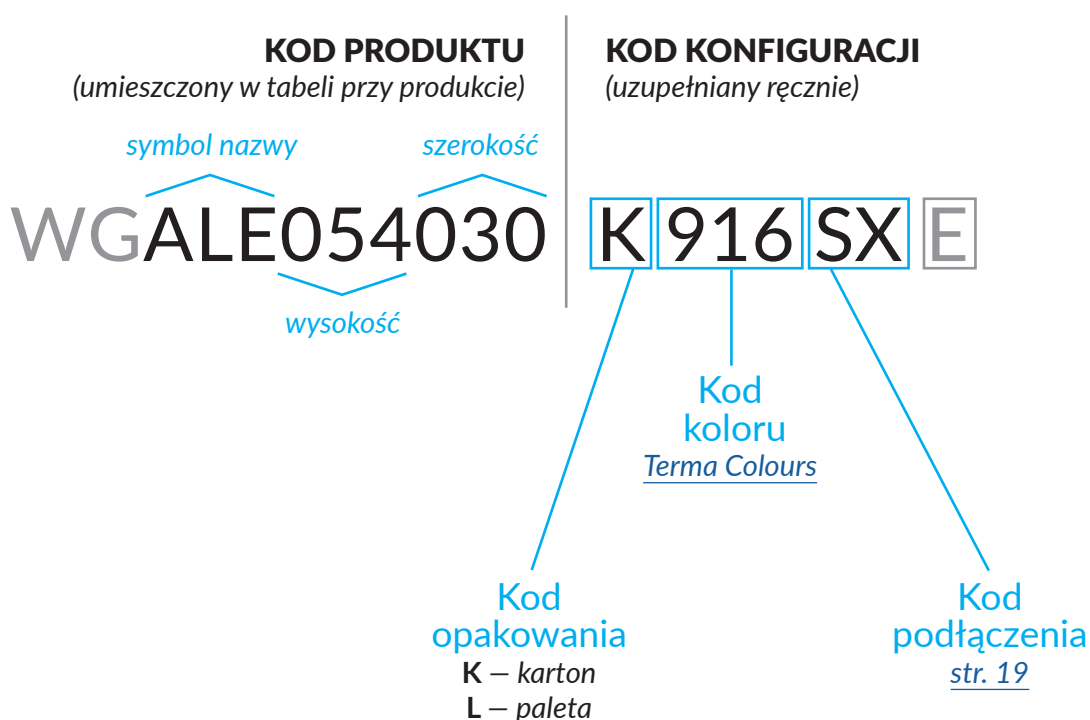 KOD PRODUKTU
(umieszczony w tabeli przy produkcie)
KOD KONFIGURACJI
(uzupełniany ręcznie)
symbol nazwy
szerokość
WGALE054030 K 916 SX E
wysokość
Kod
koloru
Terma Colours
Kod
opakowania
K – karton
L – paleta
Kod
podłączenia
str. 19